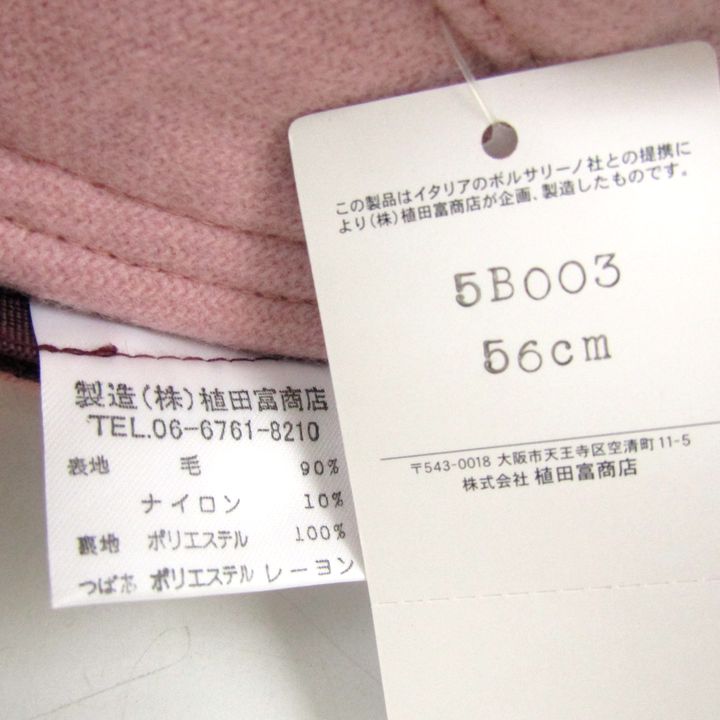 この製品はイタリアのボルサリーノ社との提携に
より(株)植田富商店が企画、製造したものです。
5B003
56cm
〒543-0018 大阪市天王寺区空清町11-5
株式会社 植田富商店
製造(株)植田富商店
TEL.06-6761-8210
表地 毛 90%
ナイロン 10%
裏地 ポリエステル 100%
つば芯 ポリエステル レーヨン